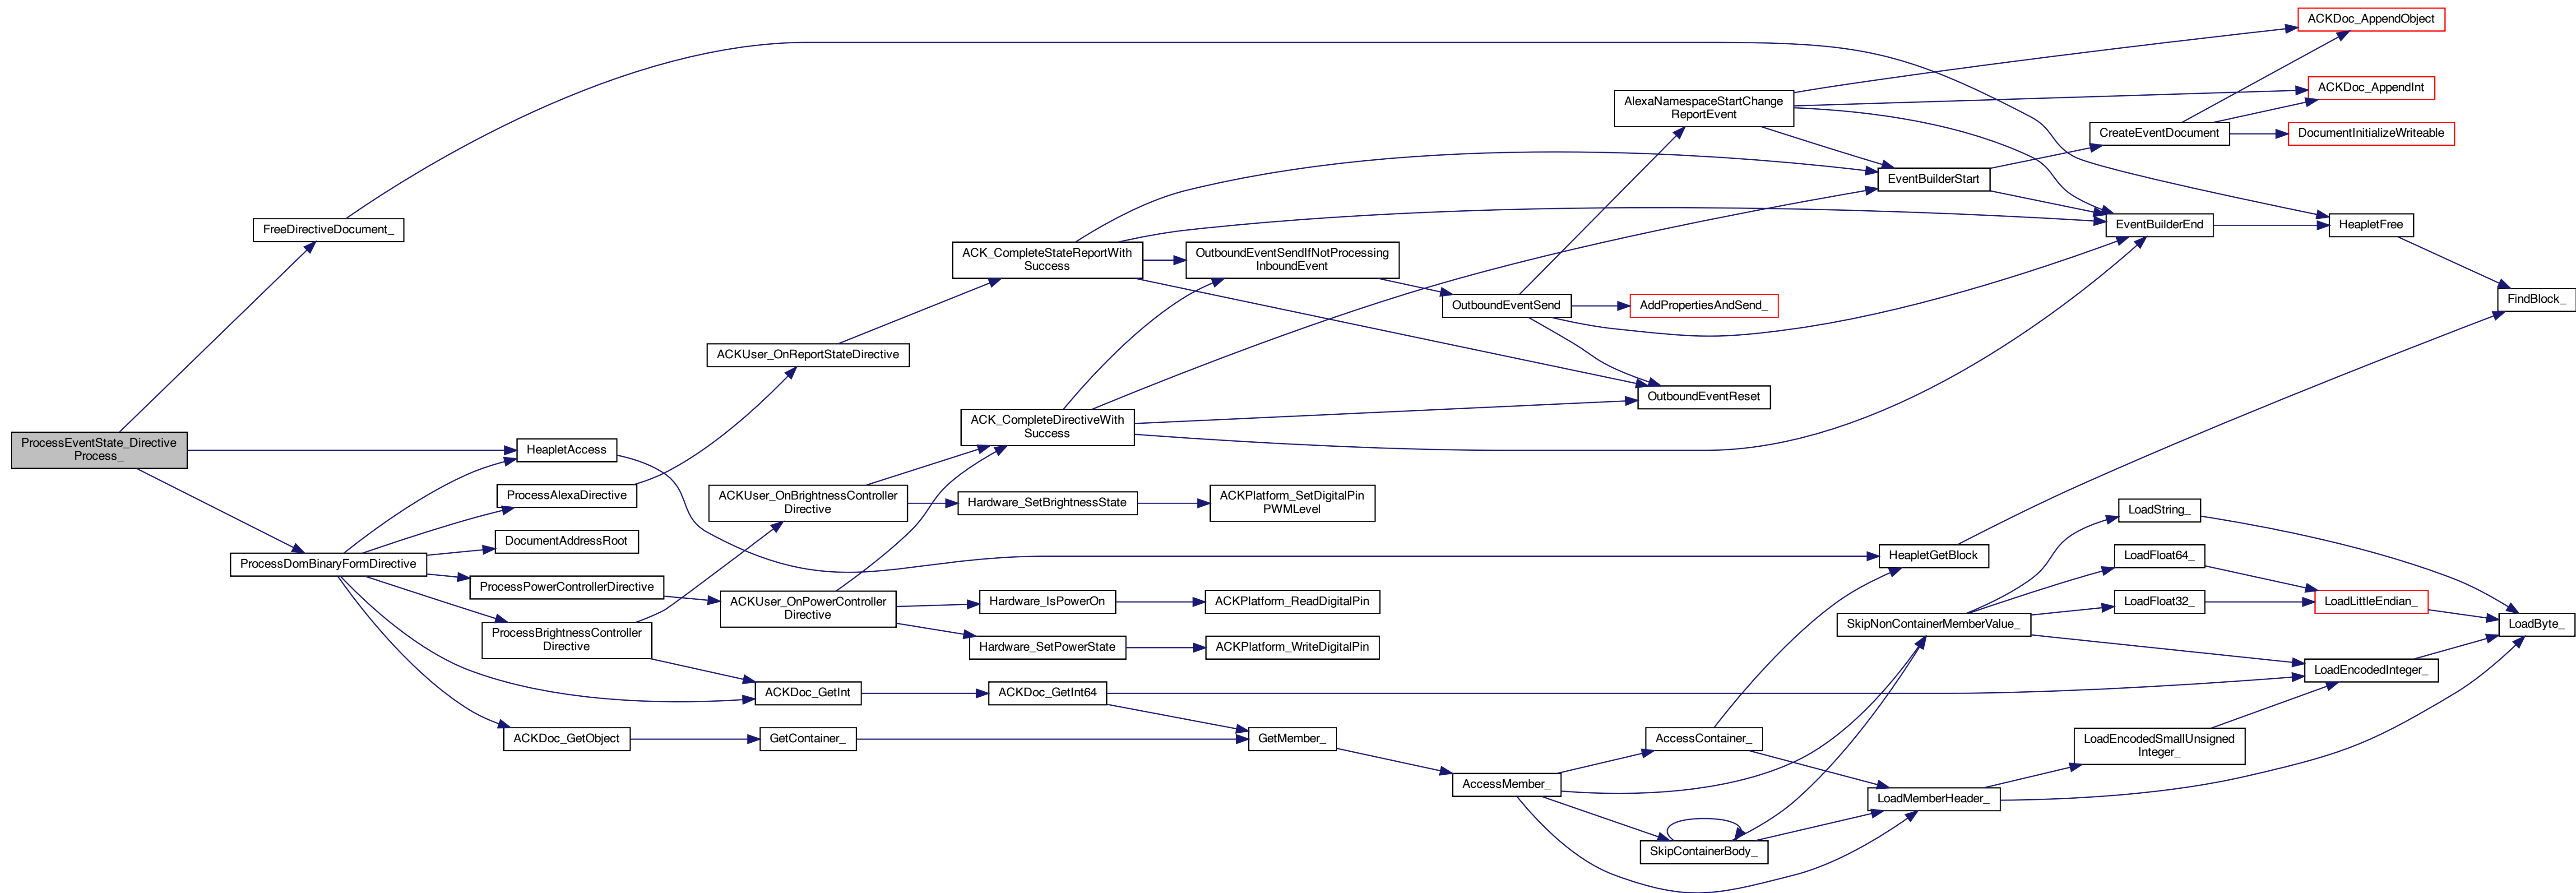 ProcessEventState_Directive
Process_
FreeDirectiveDocument_
ProcessDomBinaryFormDirective
HeapletAccess
ProcessAlexaDirective
DocumentAddressRoot
ProcessPowerControllerDirective
ProcessBrightnessController
Directive
ACKDoc_GetObject
ACKUser_OnReportStateDirective
ACKUser_OnBrightnessController
Directive
ACKUser_OnPowerController
Directive
ACKDoc_GetInt
GetContainer_
ACK_CompleteStateReportWith
Success
ACK_CompleteDirectiveWith
Success
Hardware_SetBrightnessState
Hardware_IsPowerOn
Hardware_SetPowerState
ACKDoc_GetInt64
OutboundEventSendIfNotProcessing
InboundEvent
ACKPlatform_SetDigitalPin
PWMLevel
ACKPlatform_ReadDigitalPin
ACKPlatform_WriteDigitalPin
GetMember_
OutboundEventSend
AccessMember_
AlexaNamespaceStartChange
ReportEvent
AddPropertiesAndSend_
OutboundEventReset
AccessContainer_
SkipContainerBody_
EventBuilderStart
HeapletGetBlock
SkipNonContainerMemberValue_
LoadMemberHeader_
CreateEventDocument
EventBuilderEnd
LoadString_
LoadFloat64_
LoadFloat32_
LoadEncodedSmallUnsigned
Integer_
ACKDoc_AppendObject
ACKDoc_AppendInt
DocumentInitializeWriteable
HeapletFree
LoadLittleEndian_
LoadEncodedInteger_
FindBlock_
LoadByte_